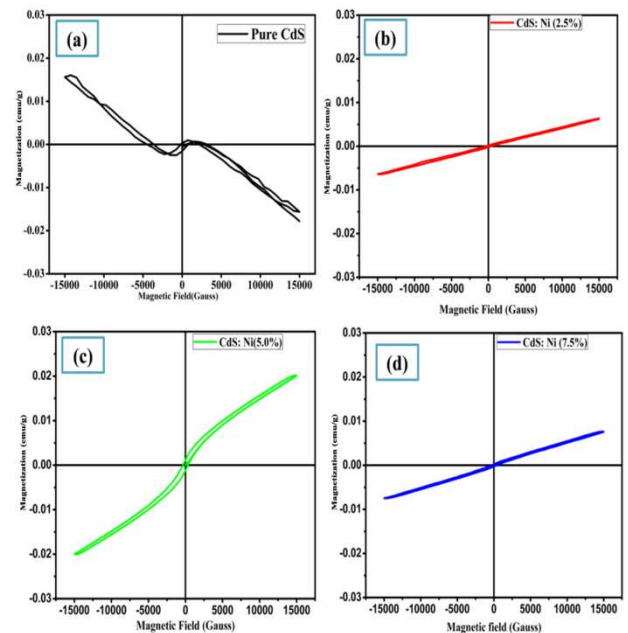 (a)
Pure CdS
Magnetization (emu/g)
0.03
0.02
0.01
0.00
-0.01
-0.02
-0.03
-15000 -10000 -5000 0 5000 10000 15000
Magnetic Field(Gauss)
(b)
CdS: Ni (2.5%)
Magnetization (emu/g)
0.03
0.02
0.01
0.00
-0.01
-0.02
-0.03
-15000 -10000 -5000 0 5000 10000 15000
Magnetic Field (Gauss)
(c)
CdS: Ni(5.0%)
Magnetization (emu/g)
0.03
0.02
0.01
0.00
-0.01
-0.02
-0.03
-15000 -10000 -5000 0 5000 10000 15000
Magnetic Field (Gauss)
(d)
CdS: Ni (7.5%)
Magnetization (emu/g)
0.03
0.02
0.01
0.00
-0.01
-0.02
-0.03
-15000 -10000 -5000 0 5000 10000 15000
Magnetic field (Gauss)